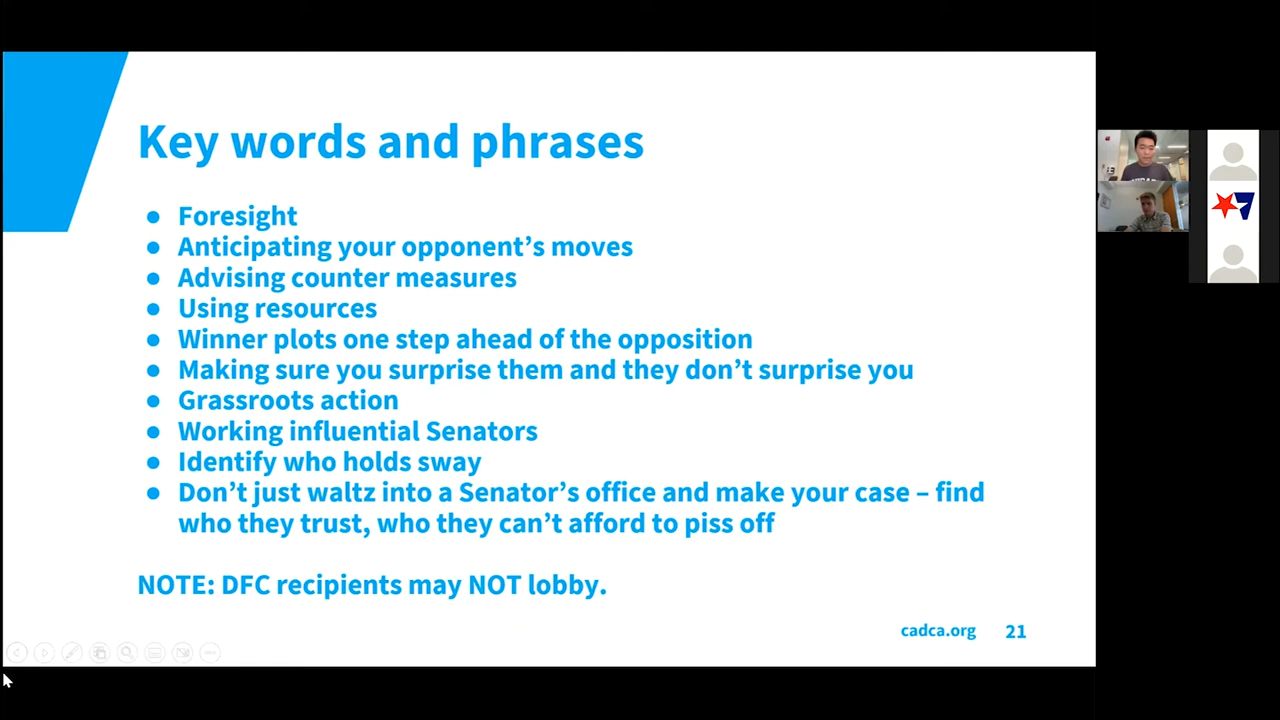 Key words and phrases
● Foresight
● Anticipating your opponent’s moves
● Advising counter measures
● Using resources
● Winner plots one step ahead of the opposition
● Making sure you surprise them and they don’t surprise you
● Grassroots action
● Working influential Senators
● Identify who holds sway
● Don’t just waltz into a Senator’s office and make your case – find
who they trust, who they can’t afford to piss off
NOTE: DFC recipients may NOT lobby.
cadca.org 21